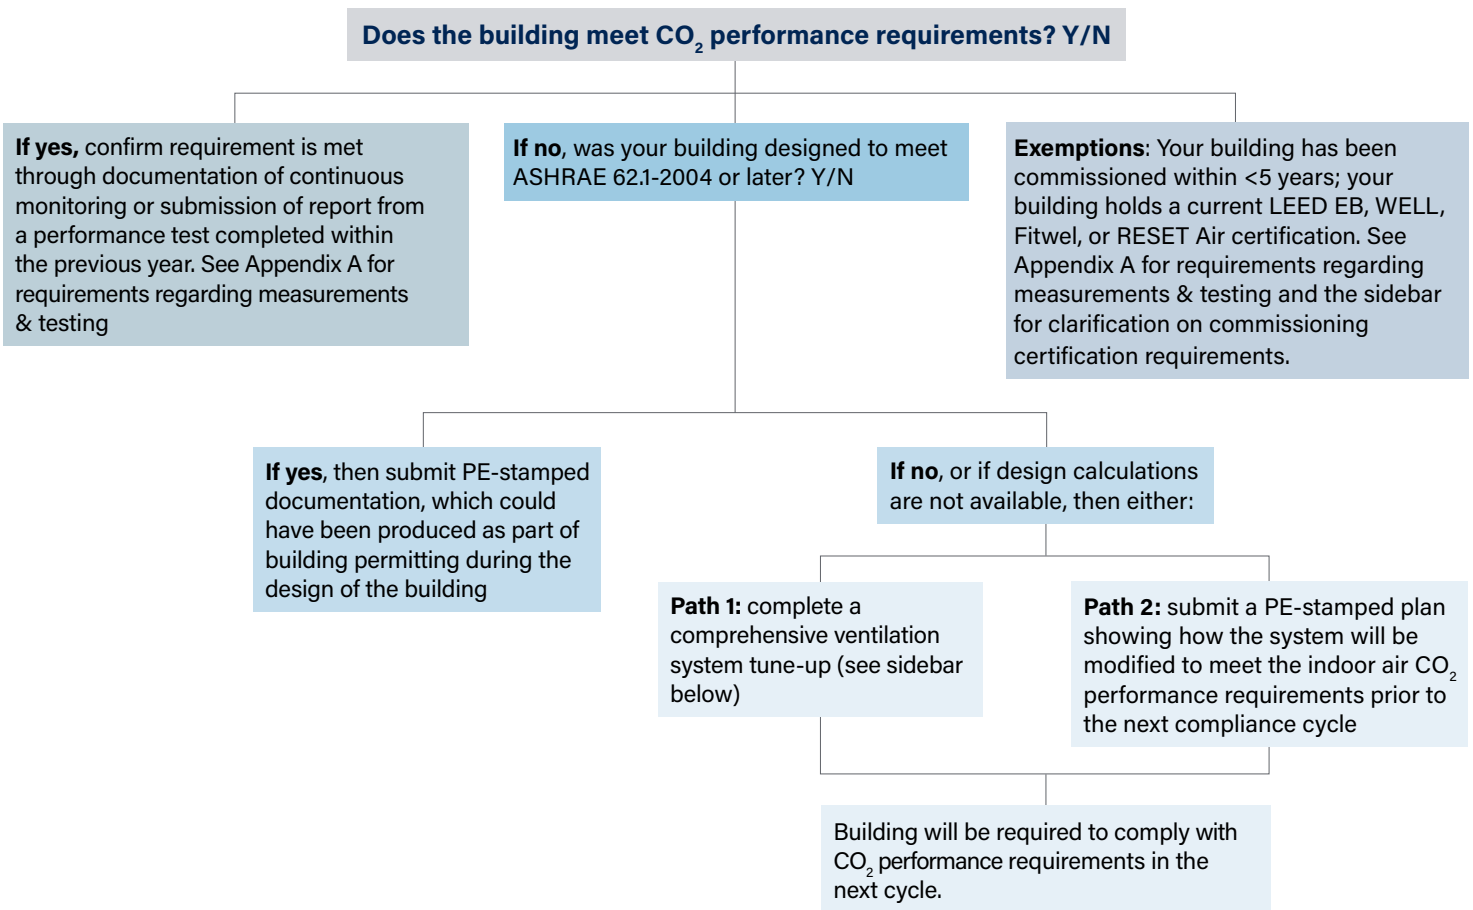 Does the building meet CO₂ performance requirements? Y/N
If yes, confirm requirement is met
through documentation of continuous
monitoring or submission of report from
a performance test completed within
the previous year. See Appendix A for
requirements regarding measurements
& testing
If no, was your building designed to meet
ASHRAE 62.1-2004 or later? Y/N
Exemptions: Your building has been
commissioned within <5 years; your
building holds a current LEED EB, WELL,
Fitwel, or RESET Air certification. See
Appendix A for requirements regarding
measurements & testing and the sidebar
for clarification on commissioning
certification requirements.
If yes, then submit PE-stamped
documentation, which could
have been produced as part of
building permitting during the
design of the building
If no, or if design calculations
are not available, then either:
Path 1: complete a
comprehensive ventilation
system tune-up (see sidebar
below)
Path 2: submit a PE-stamped plan
showing how the system will be
modified to meet the indoor air CO₂
performance requirements prior to
the next compliance cycle
Building will be required to comply with
CO₂ performance requirements in the
next cycle.